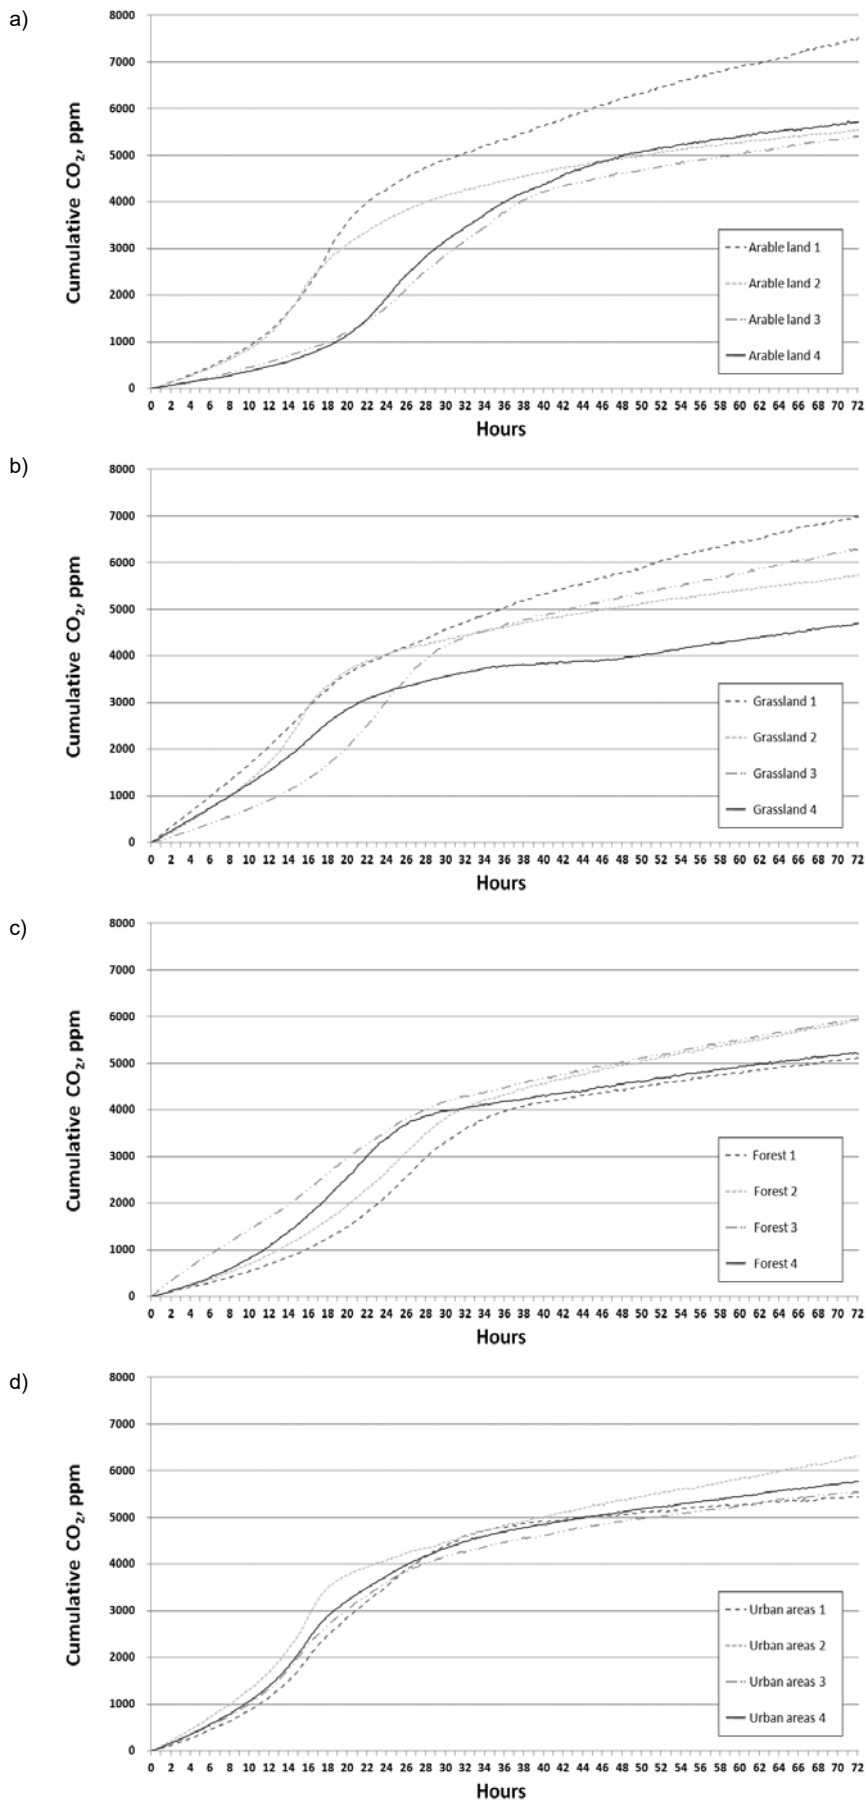 a)
8000
7000
6000
5000
4000
3000
2000
1000
0
Cumulative CO2, ppm
Arable land 1
Arable land 2
Arable land 3
Arable land 4
0 2 4 6 8 10 12 14 16 18 20 22 24 26 28 30 32 34 36 38 40 42 44 46 48 50 52 54 56 58 60 62 64 66 68 70 72
Hours
b)
8000
7000
6000
5000
4000
3000
2000
1000
0
Cumulative CO2, ppm
Grassland 1
Grassland 2
Grassland 3
Grassland 4
0 2 4 6 8 10 12 14 16 18 20 22 24 26 28 30 32 34 36 38 40 42 44 46 48 50 52 54 56 58 60 62 64 66 68 70 72
Hours
c)
8000
7000
6000
5000
4000
3000
2000
1000
0
Cumulative CO2, ppm
Forest 1
Forest 2
Forest 3
Forest 4
0 2 4 6 8 10 12 14 16 18 20 22 24 26 28 30 32 34 36 38 40 42 44 46 48 50 52 54 56 58 60 62 64 66 68 70 72
Hours
d)
8000
7000
6000
5000
4000
3000
2000
1000
0
Cumulative CO2, ppm
Urban areas 1
Urban areas 2
Urban areas 3
Urban areas 4
0 2 4 6 8 10 12 14 16 18 20 22 24 26 28 30 32 34 36 38 40 42 44 46 48 50 52 54 56 58 60 62 64 66 68 70 72
Hours